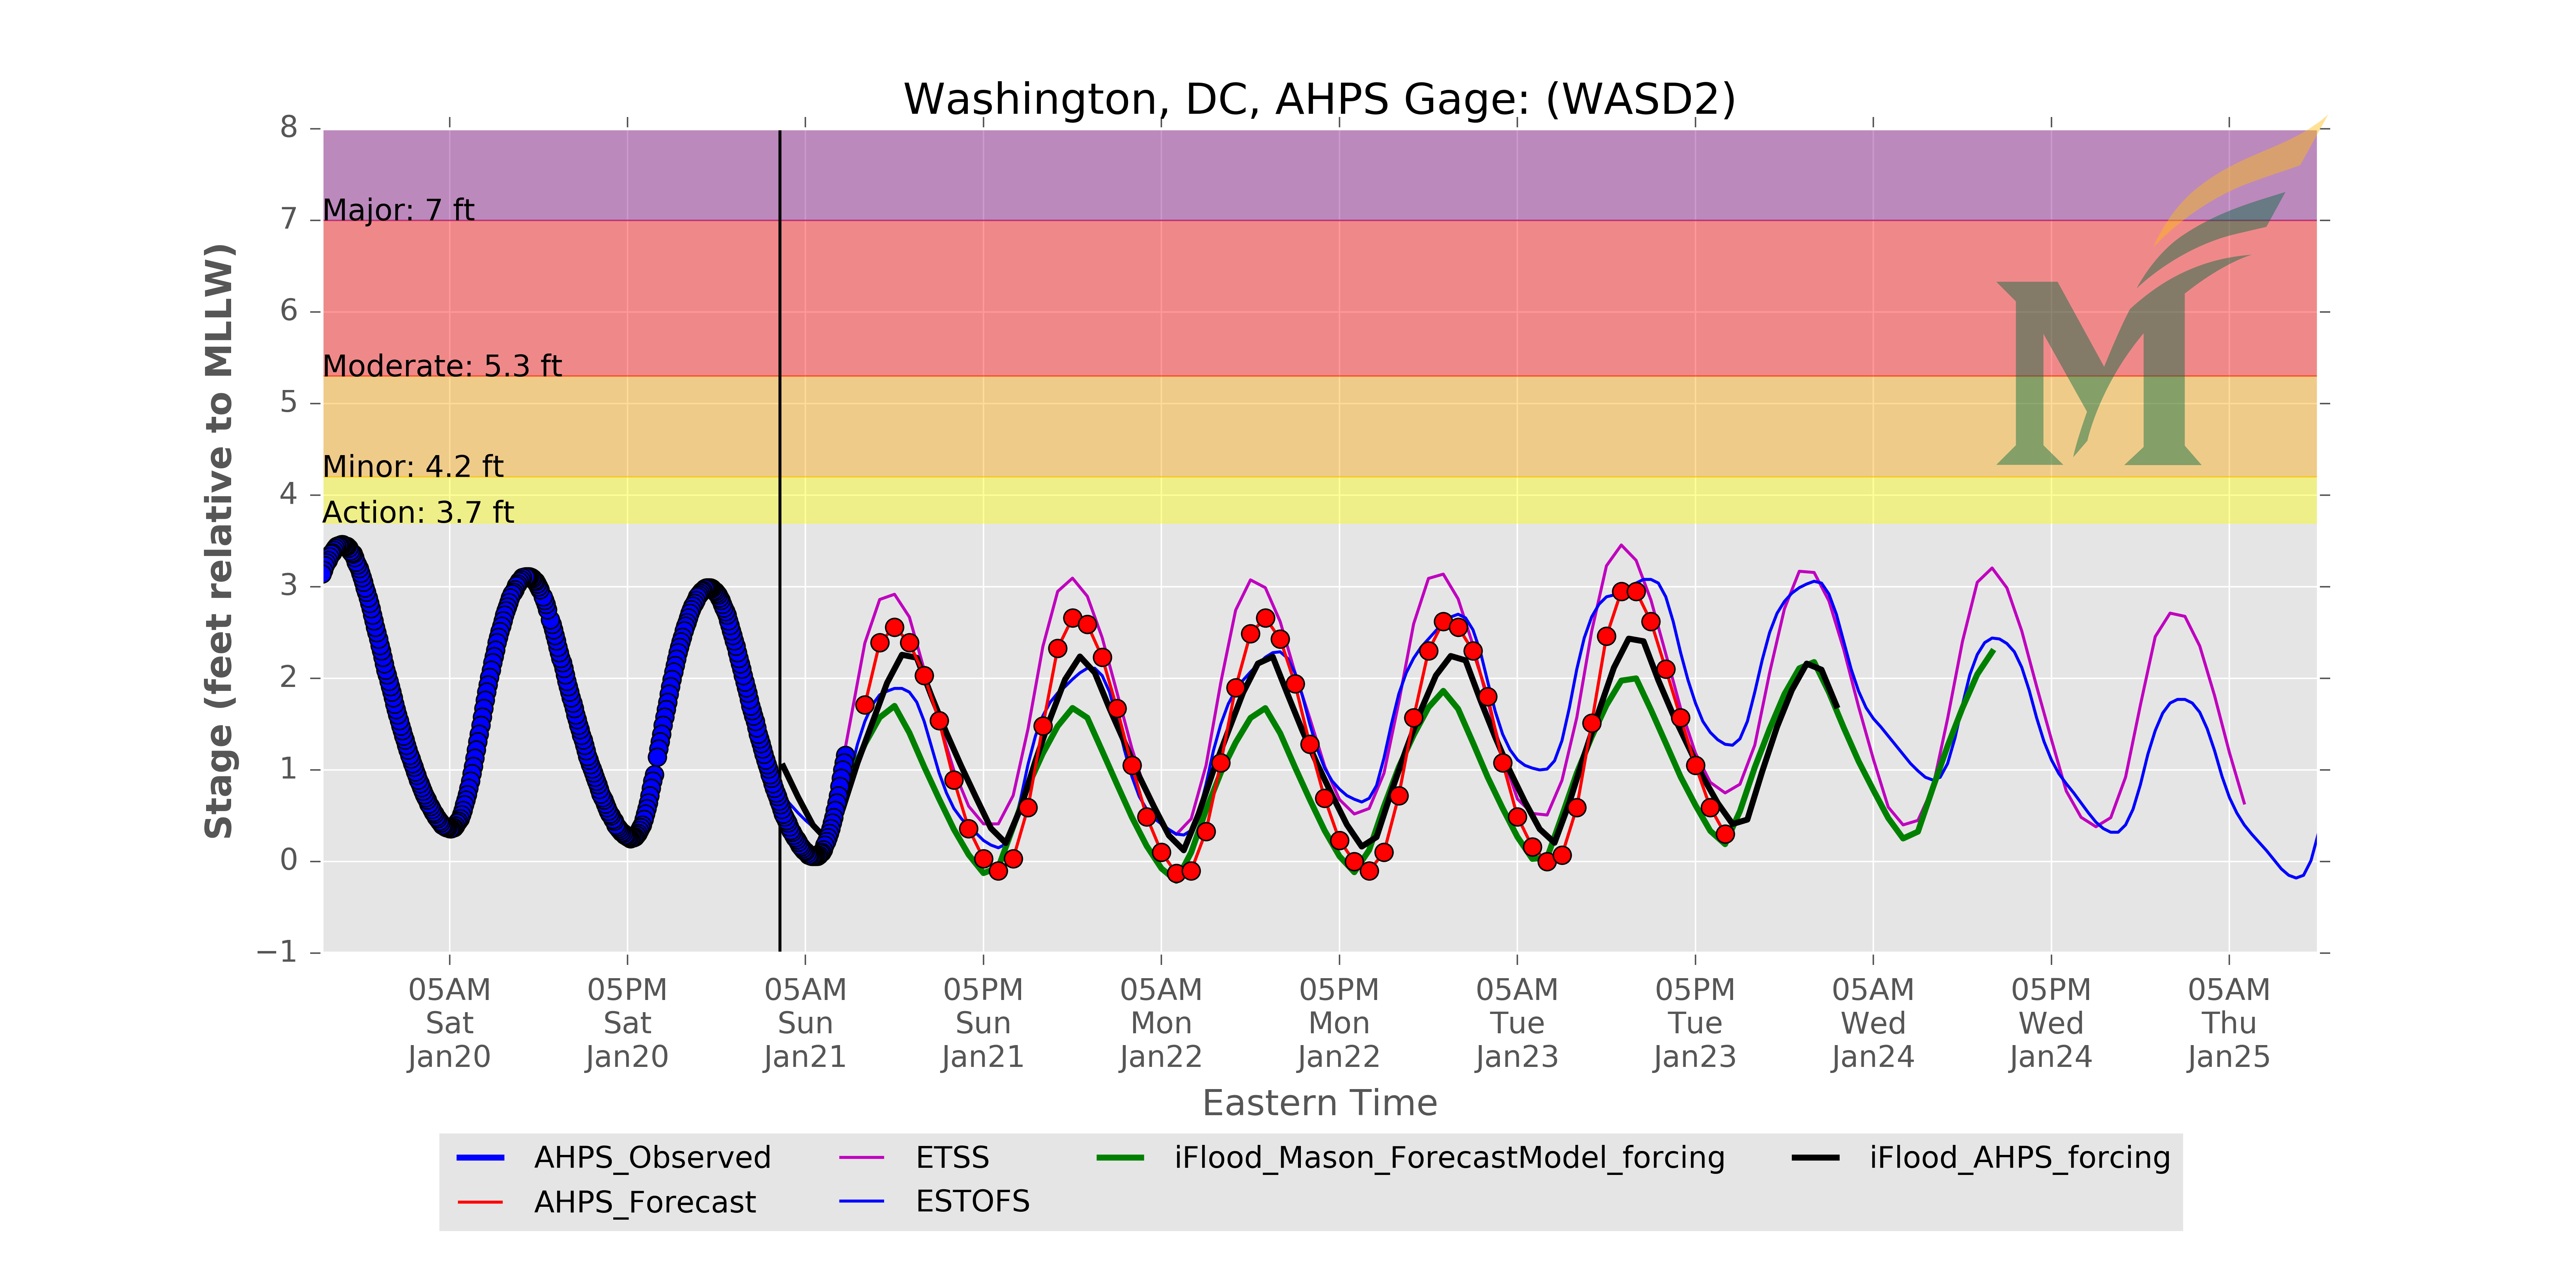 Washington, DC, AHPS Gage: (WASD2)
Stage (feet relative to MLLW)
8
7
6
5
4
3
2
1
0
−1
Major: 7 ft
Moderate: 5.3 ft
Minor: 4.2 ft
Action: 3.7 ft
M
05AM 05PM 05AM 05PM 05AM 05PM 05AM 05PM 05AM 05PM 05AM
Sat Sat Sun Sun Mon Mon Tue Tue Wed Wed Thu
Jan20 Jan20 Jan21 Jan21 Jan22 Jan22 Jan23 Jan23 Jan24 Jan24 Jan25
Eastern Time
AHPS_Observed ETSS iFlood_Mason_ForecastModel_forcing iFlood_AHPS_forcing
AHPS_Forecast ESTOFS